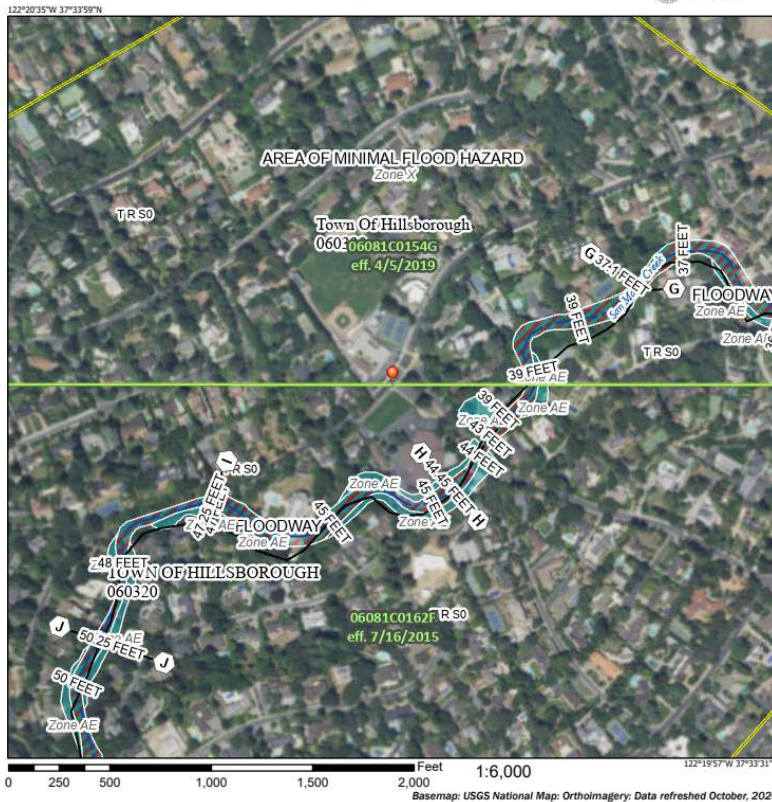 122°20'35"W 37°33'59"N
AREA OF MINIMAL FLOOD HAZARD
Zone X
T R S0
Town Of Hillsborough
06081C0154G
eff. 4/5/2019
G
37.1 FEET
Creek
37 FEET
G
FLOODWAY
Zone AE
39 FEET
T R S0
39 FEET
Zone AE
39 FEET
Zone AE
43 FEET
44 FEET
H
44.45 FEET
H
I
R S0
Zone AE
45 FEET
45 FEET
47.25 FEET
FLOODWAY
Zone AE
48 FEET
TOWN OF HILLSBOROUGH
060320
06081C0162F
eff. 7/16/2015
R S0
J
50.25 FEET
J
50 FEET
Zone AE
122°19'57"W 37°33'31"
0 250 500 1,000 1,500 2,000
Feet
1:6,000
Basemap: USGS National Map: Orthoimagery: Data refreshed October, 202